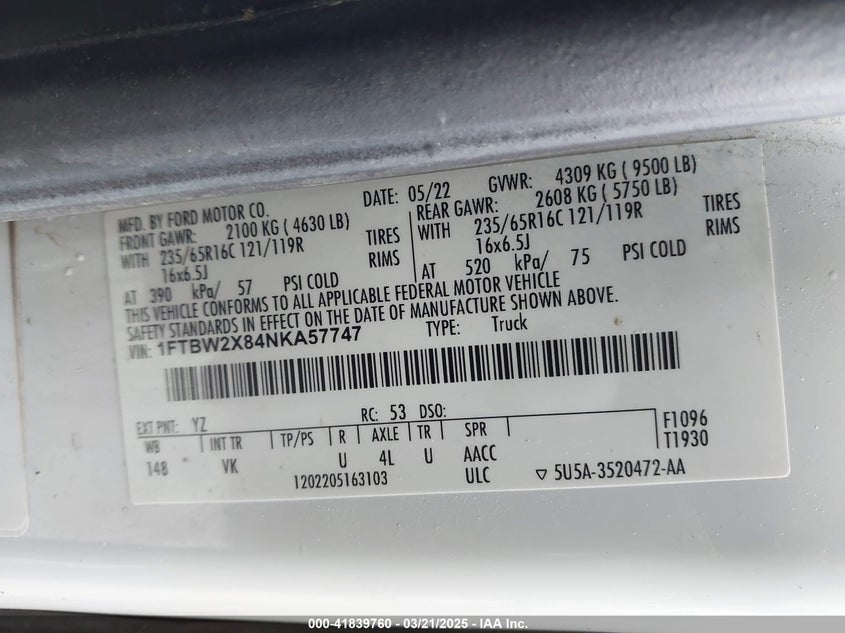 MFD. BY FORD MOTOR CO. DATE: 05/22 GVWR: 4309 KG ( 9500 LB)
FRONT GAWR: 2100 KG ( 4630 LB) REAR GAWR: 2608 KG ( 5750 LB)
WITH 235/65R16C 121/119R TIRES WITH 235/65R16C 121/119R TIRES
16x6.5J RIMS 16x6.5J RIMS
AT 390 kPa/ 57 PSI COLD AT 520 kPa/ 75 PSI COLD
THIS VEHICLE CONFORMS TO ALL APPLICABLE FEDERAL MOTOR VEHICLE
SAFETY STANDARDS IN EFFECT ON THE DATE OF MANUFACTURE SHOWN ABOVE.
VIN: 1FTBW2X84NKA57747 TYPE: Truck
EXT PNT: YZ RC: 53 DSO:
WB INT TR TP/PS R AXLE TR SPR F1096
148 VK U 4L U AACC T1930
1202205163103 ULC ▽ 5U5A-3520472-AA
000-41839760 - 03/21/2025 - IAA Inc.